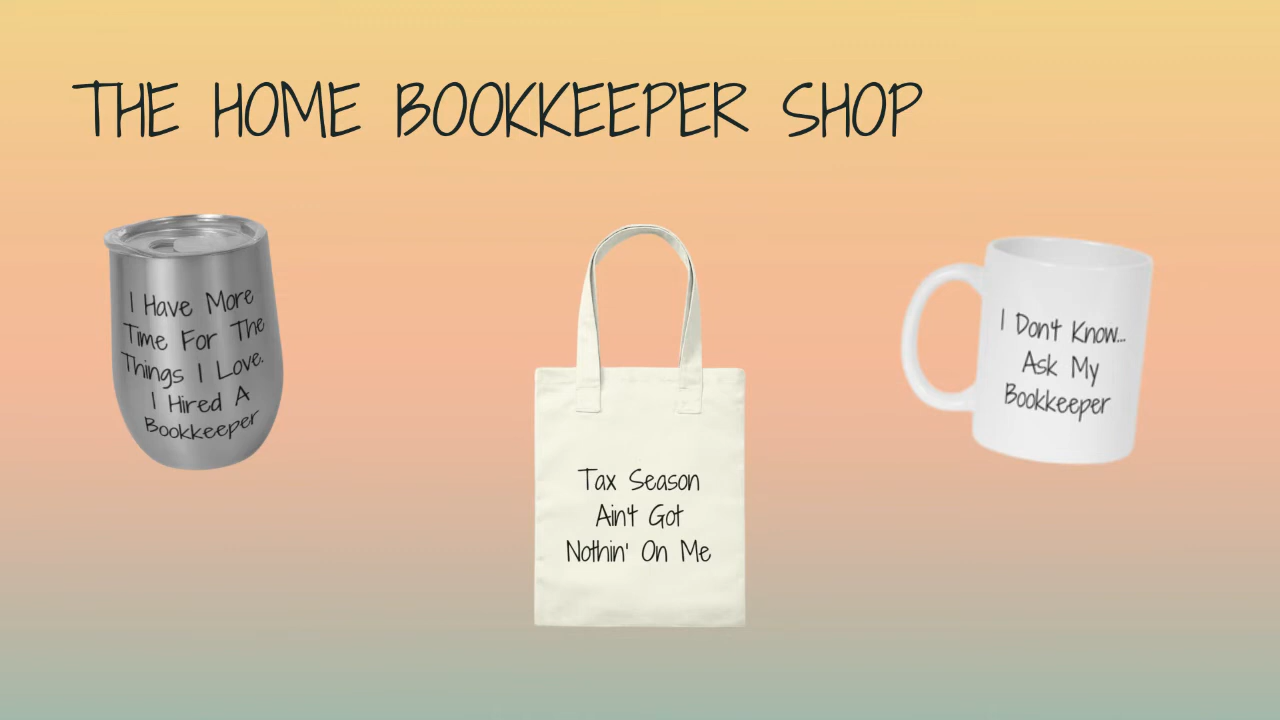 THE HOME BOOKKEEPER SHOP
I Have More
Time For The
Things I Love.
I Hired A
Bookkeeper
Tax Season
Ain't Got
Nothin' On Me
I Don't Know...
Ask My
Bookkeeper